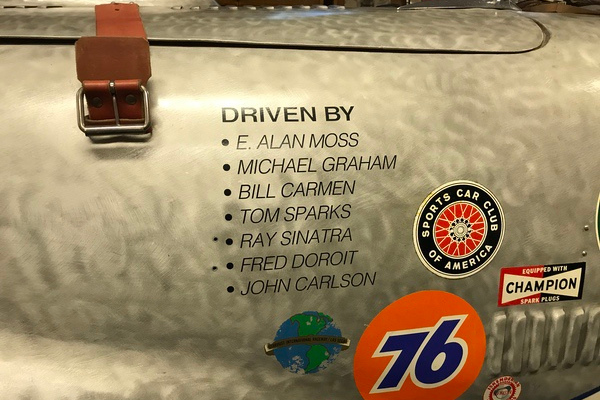 DRIVEN BY
• E. ALAN MOSS
• MICHAEL GRAHAM
• BILL CARMEN
• TOM SPARKS
• RAY SINATRA
• FRED DOROIT
• JOHN CARLSON
SPORTS CAR CLUB
OF AMERICA
EQUIPPED WITH
CHAMPION
SPARK PLUGS
76